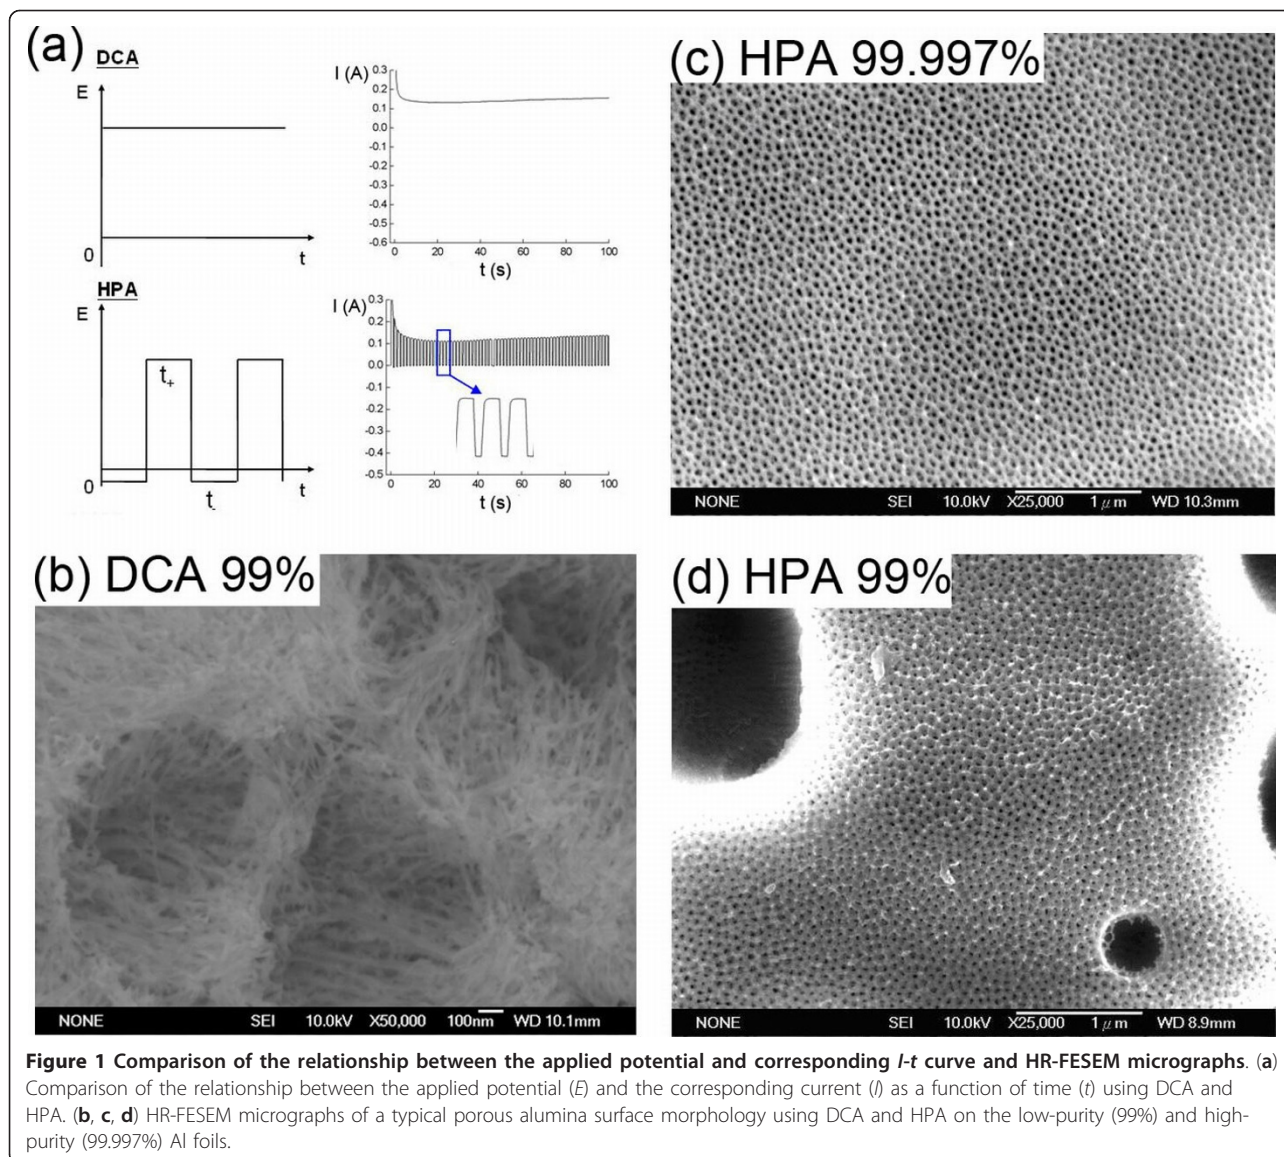 (a)
DCA
E
0
t
I (A)
0.3
0.2
0.1
0.0
-0.1
-0.2
-0.3
-0.4
-0.5
-0.6
0 20 40 60 80 100
t (s)
HPA
E
t+
0
t-
t
I (A)
0.3
0.2
0.1
0.0
-0.1
-0.2
-0.3
-0.4
-0.5
0 20 40 60 80 100
t (s)
(c) HPA 99.997%
NONE SEI 10.0kV X25,000 1μm WD 10.3mm
(b) DCA 99%
NONE SEI 10.0kV X50,000 100nm WD 10.1mm
(d) HPA 99%
NONE SEI 10.0kV X25,000 1μm WD 8.9mm
Figure 1 Comparison of the relationship between the applied potential and corresponding I-t curve and HR-FESEM micrographs. (a)
Comparison of the relationship between the applied potential (E) and the corresponding current (I) as a function of time (t) using DCA and
HPA. (b, c, d) HR-FESEM micrographs of a typical porous alumina surface morphology using DCA and HPA on the low-purity (99%) and high-
purity (99.997%) Al foils.